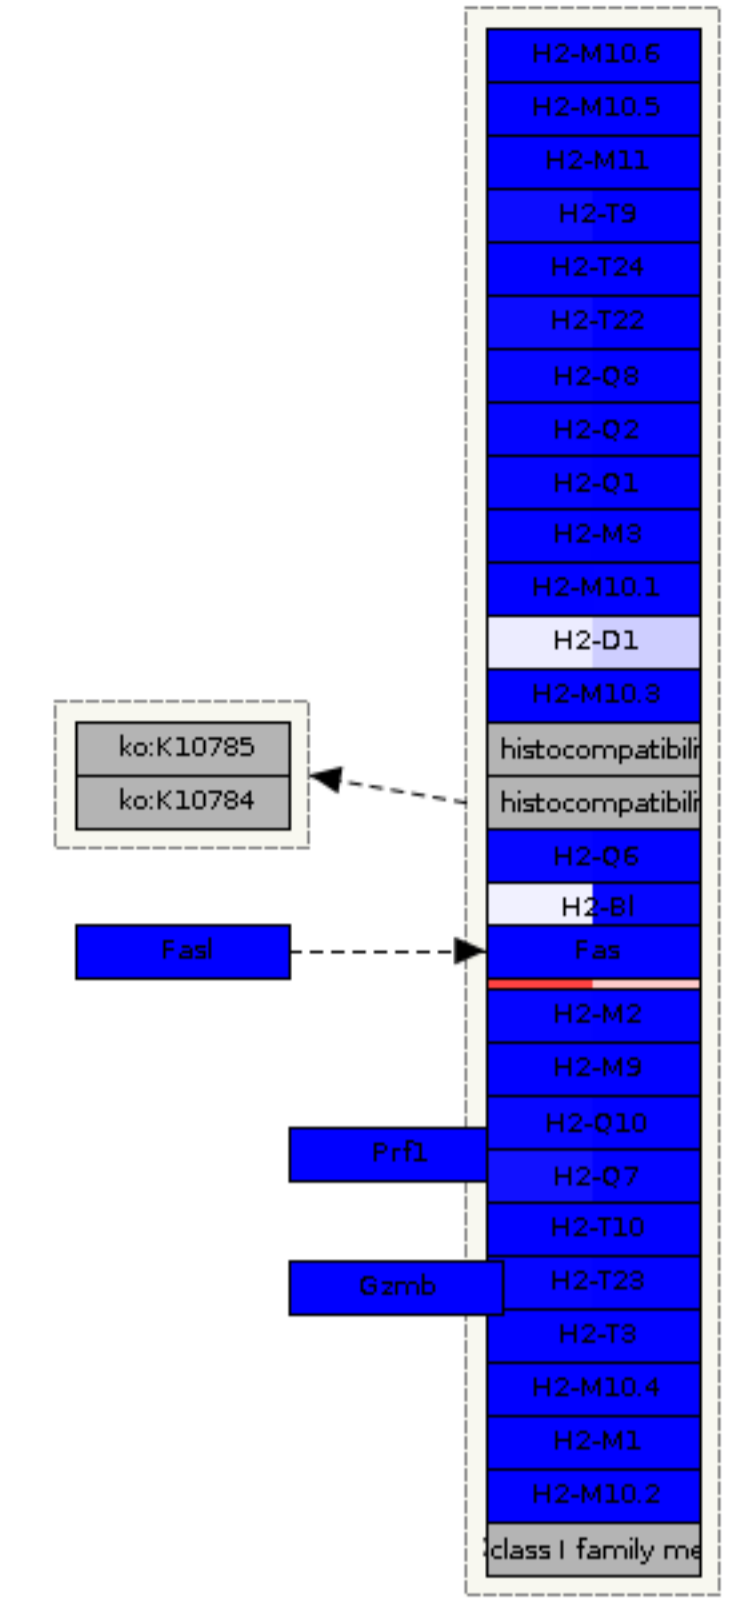 H2-M10.6
H2-M10.5
H2-M11
H2-T9
H2-T24
H2-T22
H2-Q8
H2-Q2
H2-Q1
H2-M3
H2-M10.1
H2-D1
H2-M10.3
ko:K10785
histocompatibili
ko:K10784
histocompatibili
H2-Q6
H2-Bl
Fasl
Fas
H2-M2
H2-M9
H2-Q10
Prf1
H2-Q7
H2-T10
Gzmb
H2-T23
H2-T3
H2-M10.4
H2-M1
H2-M10.2
class I family me